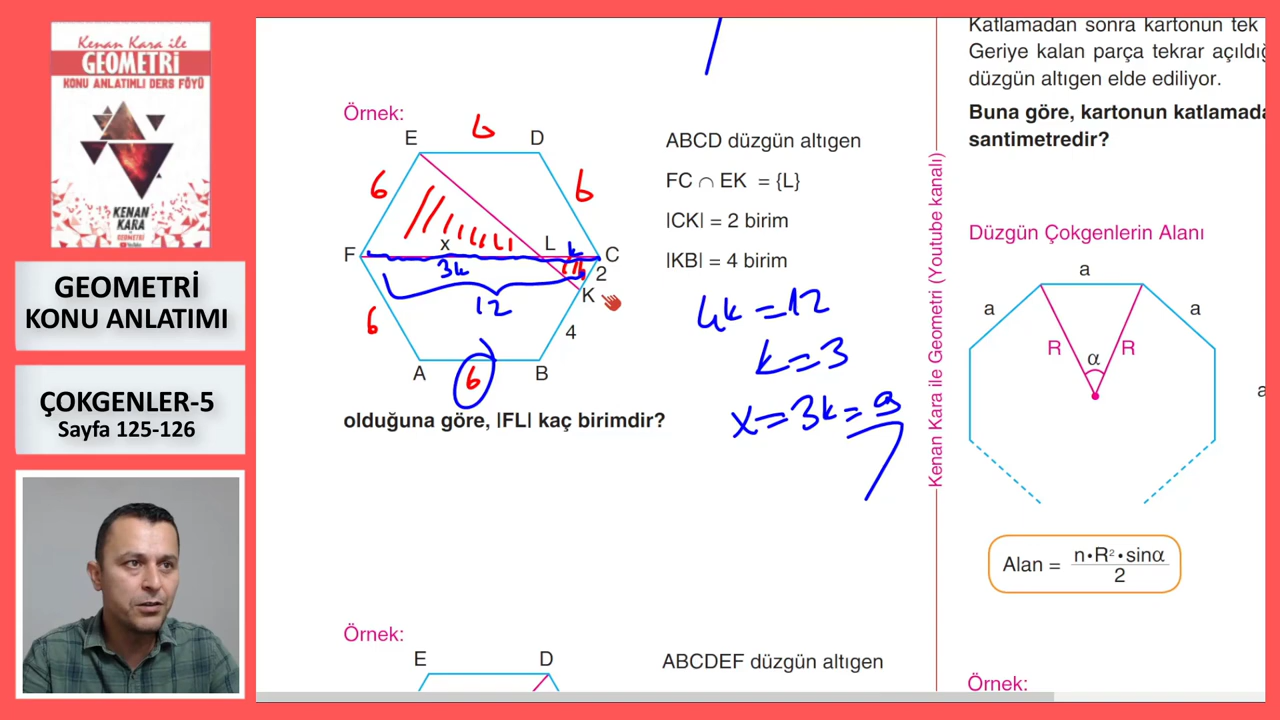 Kenan Kara ile
GEOMETRİ
KONU ANLATIMLI DERS FÖYÜ
KENAN
KARA
GEOMETRİ
KONU ANLATIMI
ÇOKGENLER-5
Sayfa 125-126
Örnek:
E
6
D
6
6
F
x
L
k
C
3k
2
K
12
6
4
A
6
B
ABCD düzgün altıgen
FC ∩ EK = {L}
|CK| = 2 birim
|KB| = 4 birim
4k = 12
k = 3
x = 3k = 9
olduğuna göre, |FL| kaç birimdir?
Örnek:
E
D
ABCDEF düzgün altıgen
Kenan Kara ile Geometri (Youtube kanalı)
Katlamadan sonra kartonun tek
Geriye kalan parça tekrar açıldığ
düzgün altıgen elde ediliyor.
Buna göre, kartonun katlamada
santimetredir?
Düzgün Çokgenlerin Alanı
a
a
a
R
α
R
a
Alan = n•R²•sinα / 2
Örnek: